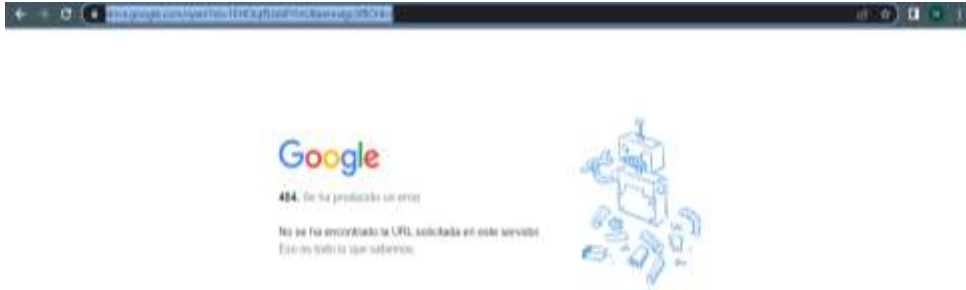 Google
404. Se ha producido un error
No se ha encontrado la URL solicitada en este servidor.
Eso es todo lo que sabemos.